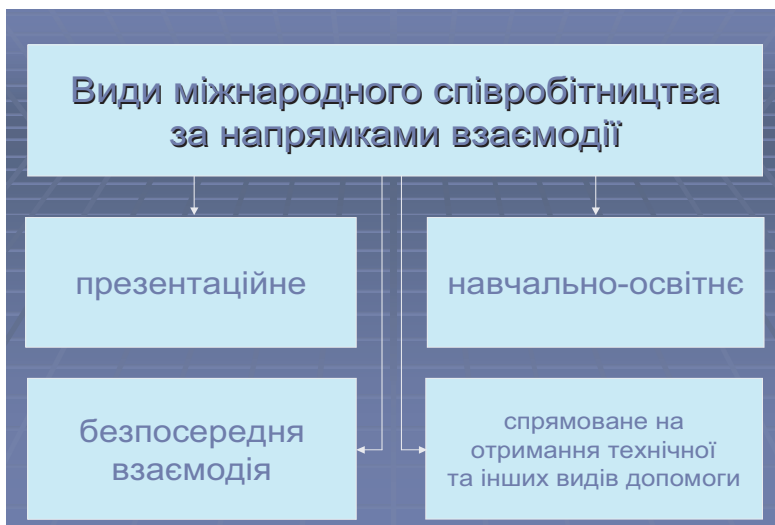 Види міжнародного співробітництва
за напрямками взаємодії
презентаційне
навчально-освітнє
безпосередня
взаємодія
спрямоване на
отримання технічної
та інших видів допомоги